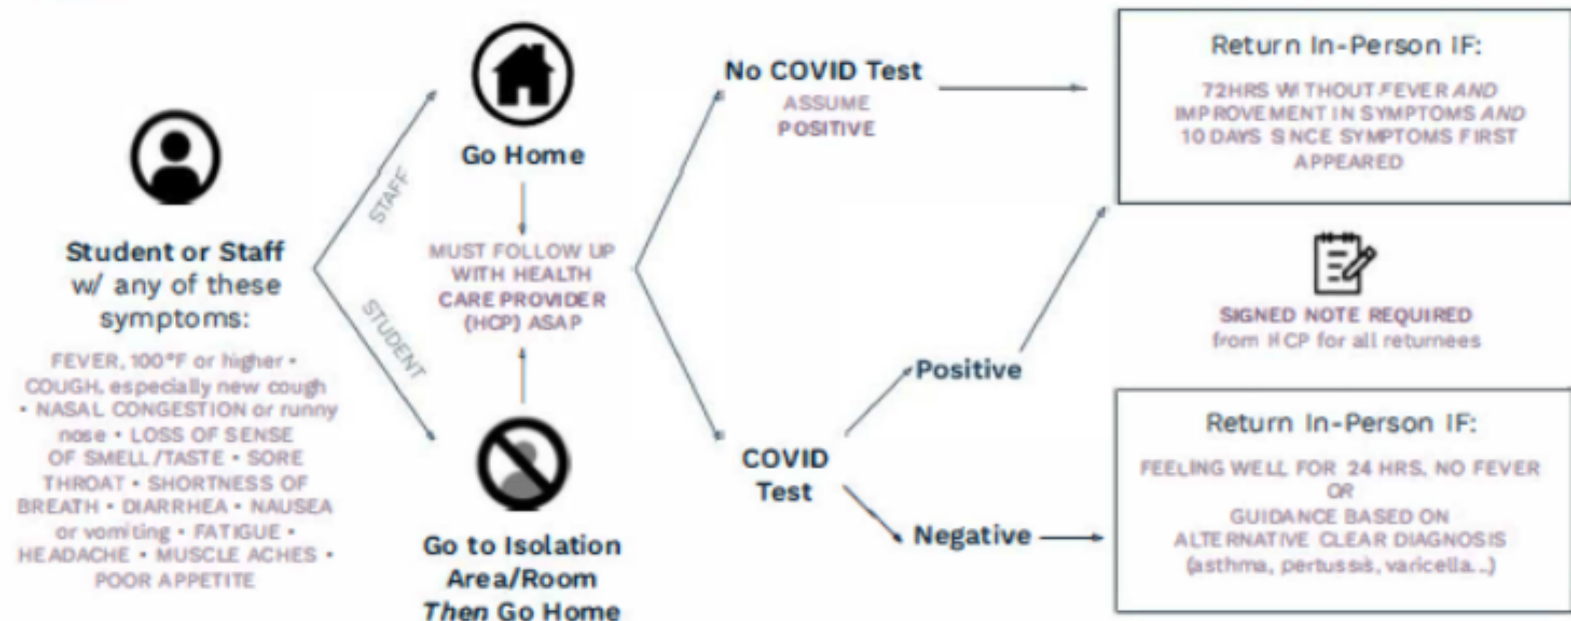 Student or Staff
w/ any of these
symptoms:
FEVER, 100°F or higher •
COUGH, especially new cough
• NASAL CONGESTION or runny
nose • LOSS OF SENSE
OF SMELL/TASTE • SORE
THROAT • SHORTNESS OF
BREATH • DIARRHEA • NAUSEA
or vomiting • FATIGUE •
HEADACHE • MUSCLE ACHES •
POOR APPETITE
STAFF
STUDENT
Go Home
MUST FOLLOW UP
WITH HEALTH
CARE PROVIDER
(HCP) ASAP
Go to Isolation
Area/Room
Then Go Home
No COVID Test
ASSUME
POSITIVE
COVID
Test
Positive
Negative
Return In-Person IF:
72HRS WITHOUT FEVER AND
IMPROVEMENT IN SYMPTOMS AND
10 DAYS SINCE SYMPTOMS FIRST
APPEARED
SIGNED NOTE REQUIRED
from HCP for all returnees
Return In-Person IF:
FEELING WELL FOR 24 HRS, NO FEVER
OR
GUIDANCE BASED ON
ALTERNATIVE CLEAR DIAGNOSIS
(asthma, pertussis, varicella...)